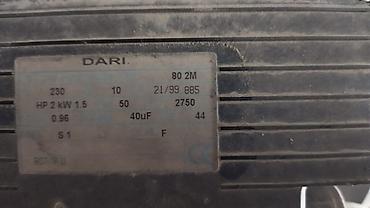 DARI.
80 2M
230 10 21/99 885
HP 2 kW 1.5 50 2750
0.96 40uF 44
S 1 F